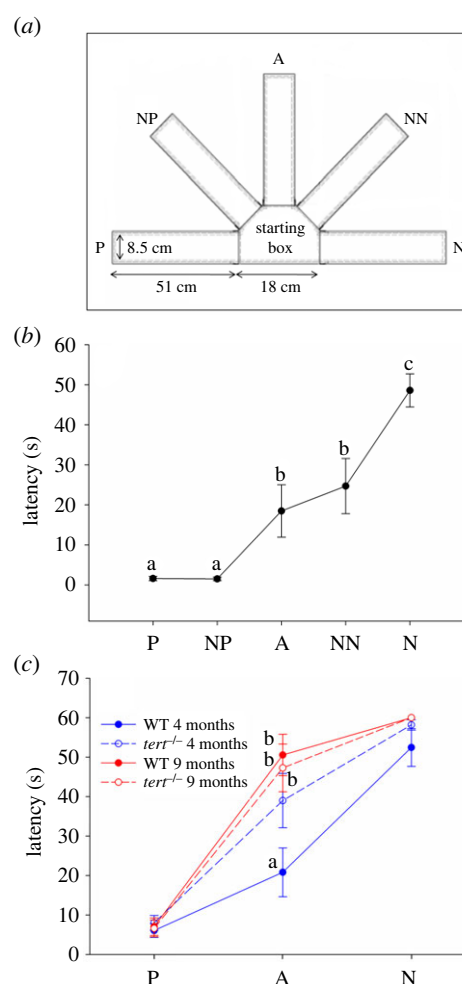 (a)
A
NP
NN
starting
box
P
8.5 cm
N
51 cm
18 cm
(b)
60
50
40
30
20
10
0
latency (s)
a
a
b
b
c
P NP A NN N
(c)
70
60
50
40
30
20
10
0
latency (s)
WT 4 months
tert–/– 4 months
WT 9 months
tert–/– 9 months
b
b
b
a
P A N